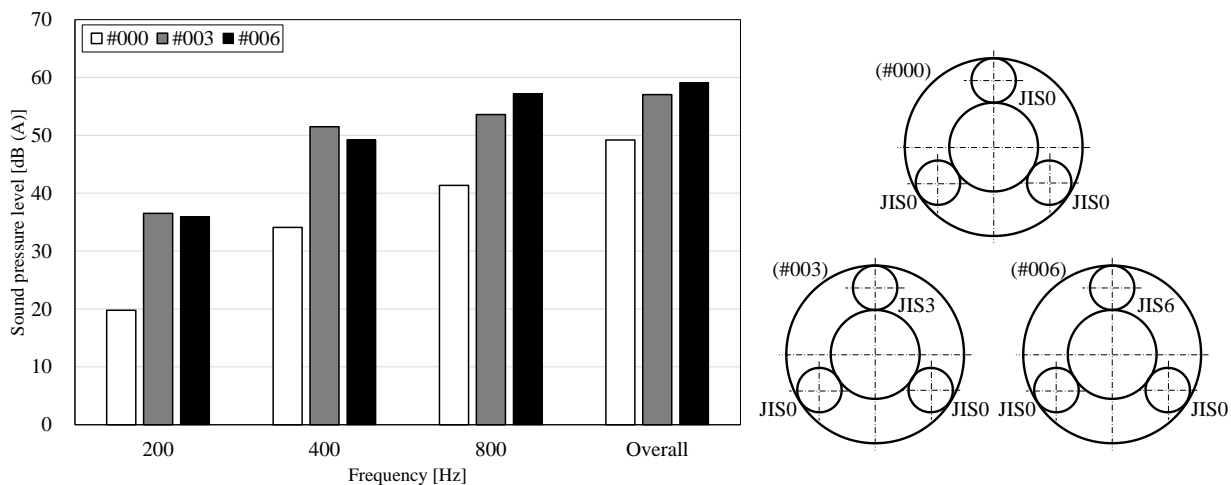 70
60
50
40
30
20
10
0
Sound pressure level [dB (A)]
#000 #003 #006
200 400 800 Overall
Frequency [Hz]
(#000)
JIS0
JIS0 JIS0
(#003)
JIS3
JIS0 JIS0
(#006)
JIS6
JIS0 JIS0